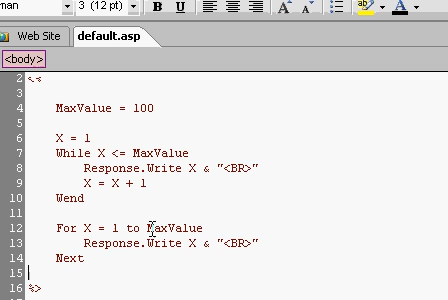 man 3 (12 pt) B U A A ab A
Web Site default.asp
<body>
2 <%
3
4 MaxValue = 100
5
6 X = 1
7 While X <= MaxValue
8 Response.Write X & "<BR>"
9 X = X + 1
10 Wend
11
12 For X = 1 to MaxValue
13 Response.Write X & "<BR>"
14 Next
15
16 %>